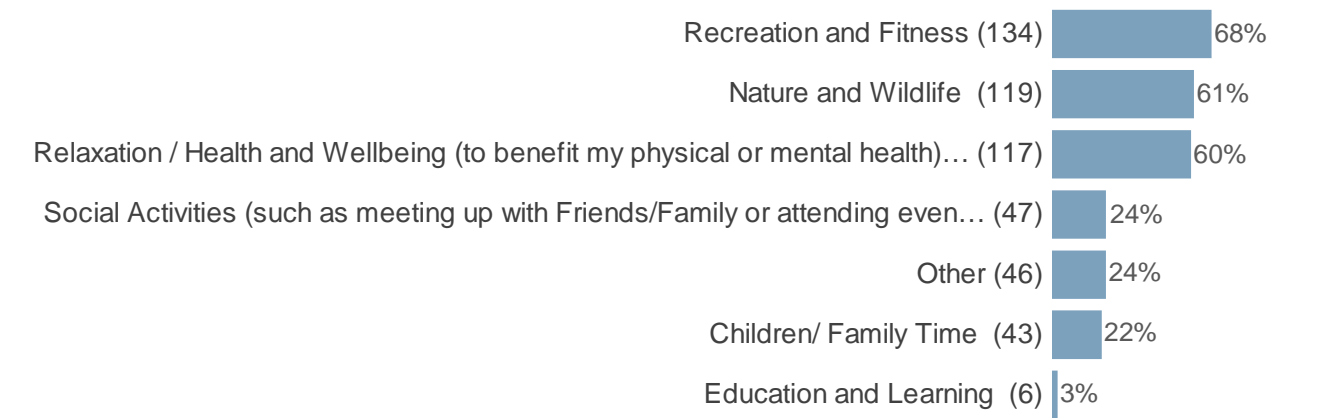 Recreation and Fitness (134) 68%
Nature and Wildlife (119) 61%
Relaxation / Health and Wellbeing (to benefit my physical or mental health)… (117) 60%
Social Activities (such as meeting up with Friends/Family or attending even… (47) 24%
Other (46) 24%
Children/ Family Time (43) 22%
Education and Learning (6) 3%